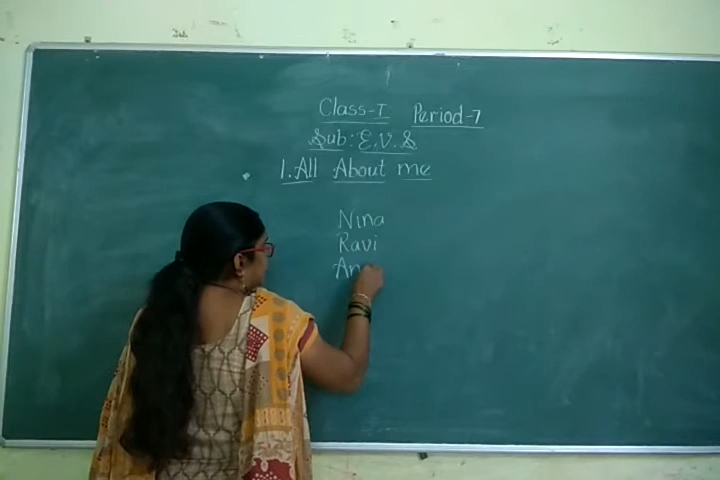 Class-I Period-7
Sub: E.V.S
1. All About me
Nina
Ravi
An